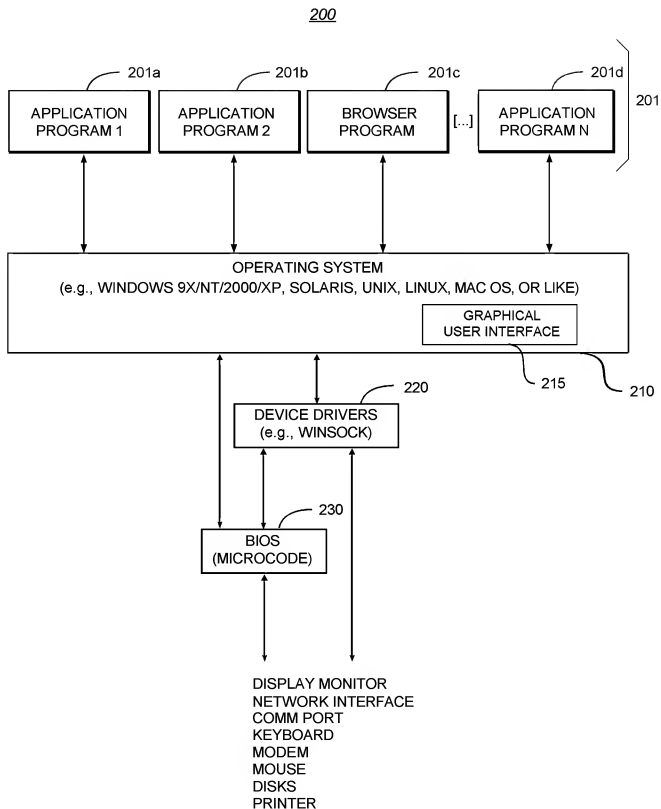 200
201a
201b
201c
201d
201
APPLICATION
PROGRAM 1
APPLICATION
PROGRAM 2
BROWSER
PROGRAM
[...]
APPLICATION
PROGRAM N
OPERATING SYSTEM
(e.g., WINDOWS 9X/NT/2000/XP, SOLARIS, UNIX, LINUX, MAC OS, OR LIKE)
GRAPHICAL
USER INTERFACE
215
210
220
DEVICE DRIVERS
(e.g., WINSOCK)
230
BIOS
(MICROCODE)
DISPLAY MONITOR
NETWORK INTERFACE
COMM PORT
KEYBOARD
MODEM
MOUSE
DISKS
PRINTER